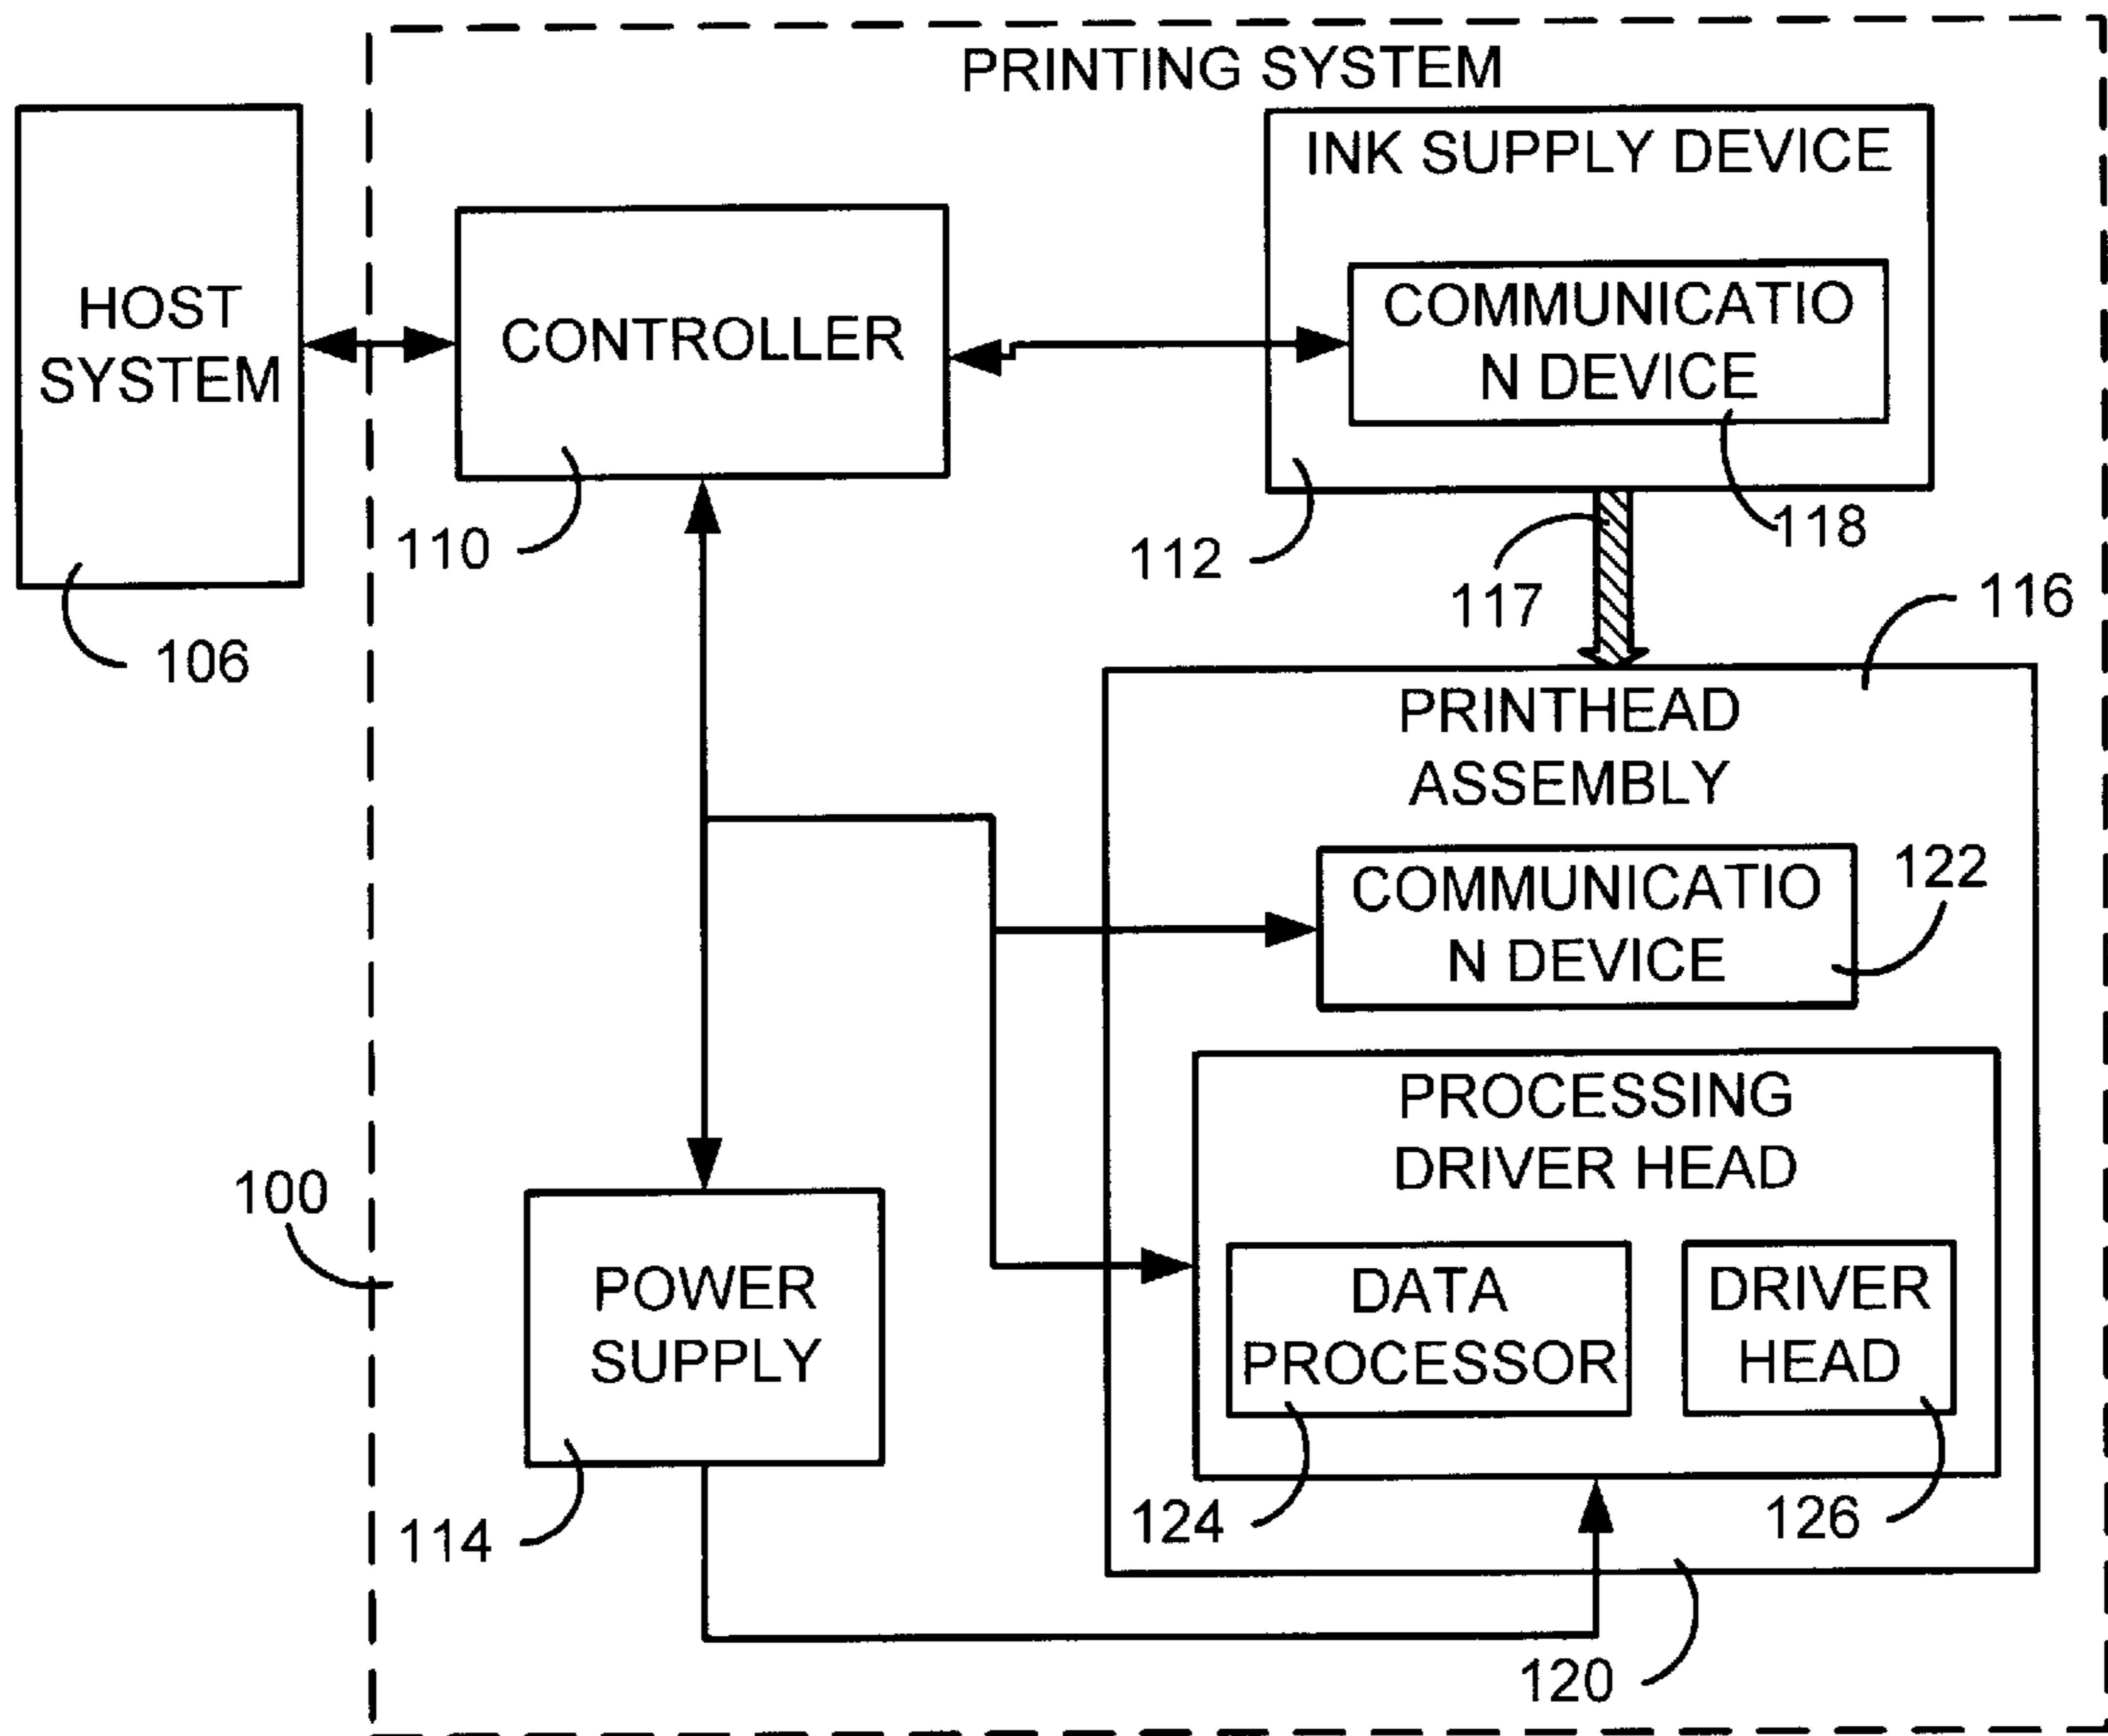 PRINTING SYSTEM
INK SUPPLY DEVICE
HOST
SYSTEM
CONTROLLER
COMMUNICATIO
N DEVICE
110
112
118
117
116
106
PRINTHEAD
ASSEMBLY
COMMUNICATIO
N DEVICE
122
PROCESSING
DRIVER HEAD
100
POWER
SUPPLY
DATA
PROCESSOR
DRIVER
HEAD
114
124
126
120